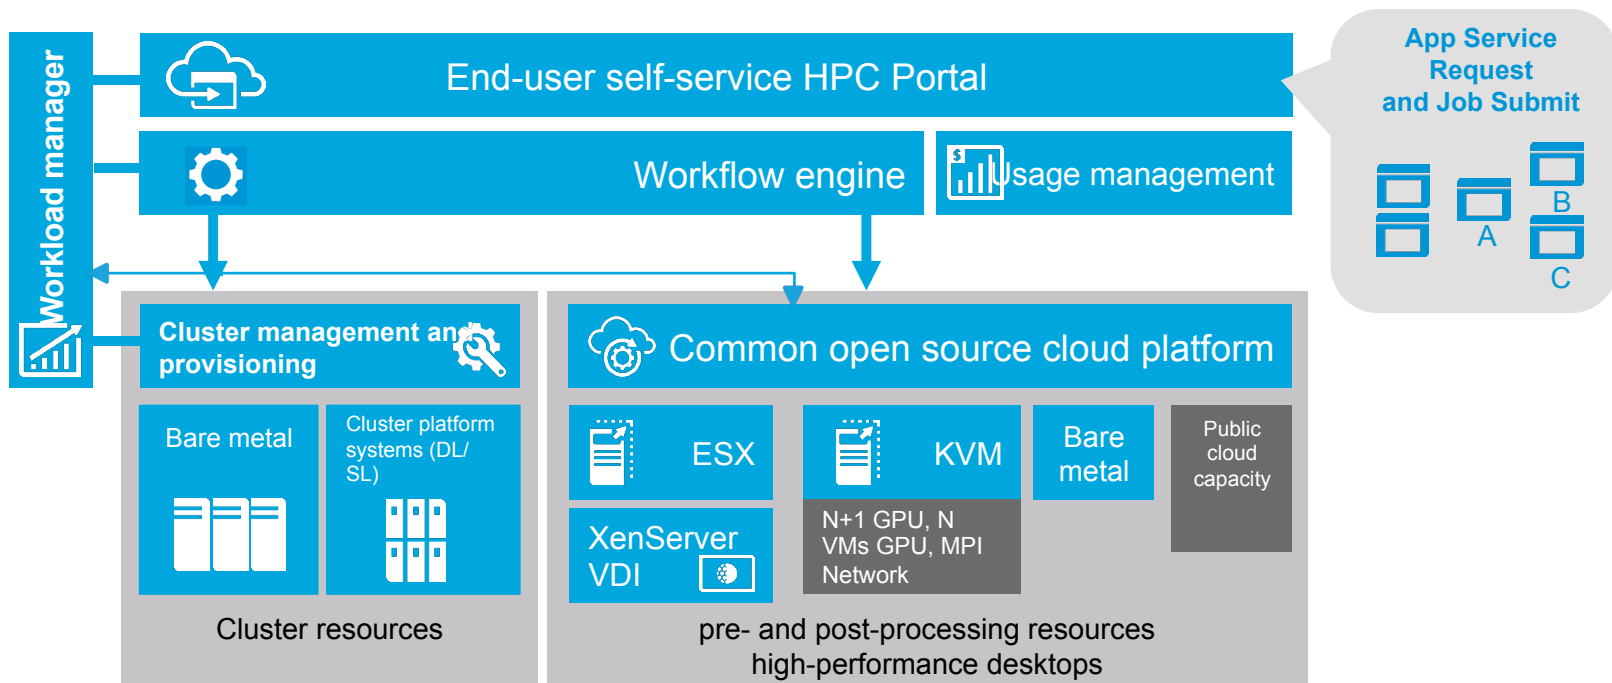 App Service
Request
and Job Submit
B
A
C
Workload manager
End-user self-service HPC Portal
Workflow engine
$
Usage management
Cluster management and
provisioning
Common open source cloud platform
Bare metal
Cluster platform
systems (DL/
SL)
ESX
KVM
Bare
metal
Public
cloud
capacity
XenServer
VDI
N+1 GPU, N
VMs GPU, MPI
Network
Cluster resources
pre- and post-processing resources
high-performance desktops